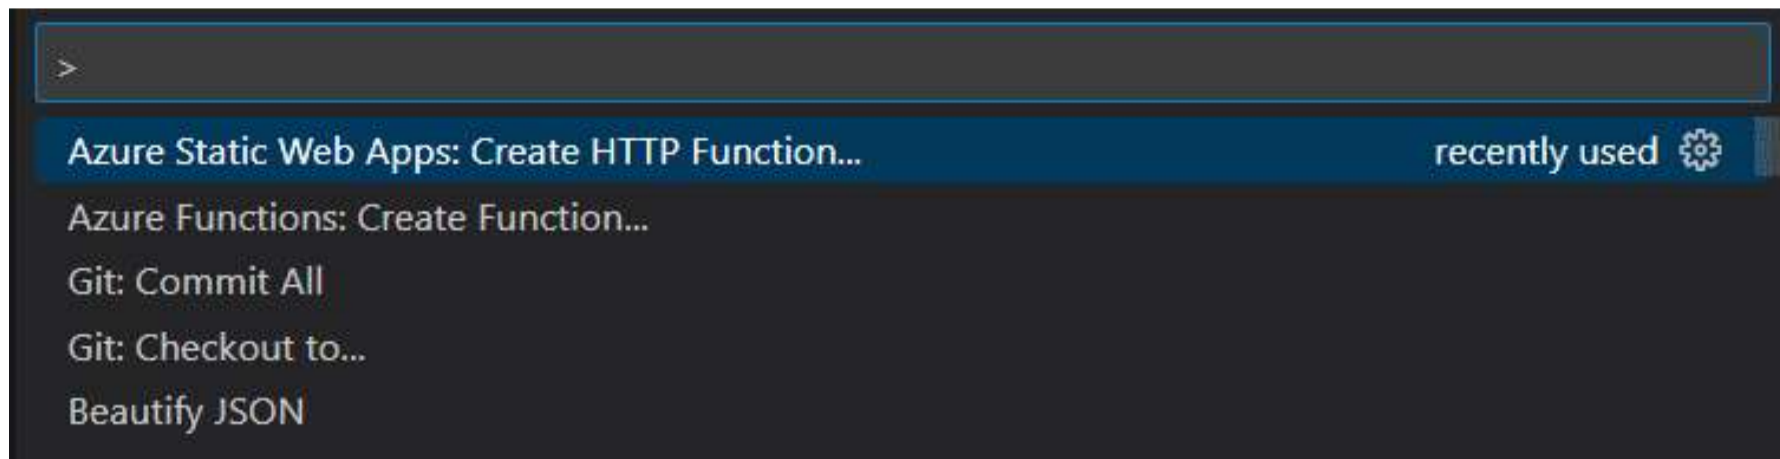 >
Azure Static Web Apps: Create HTTP Function... recently used
Azure Functions: Create Function...
Git: Commit All
Git: Checkout to...
Beautify JSON